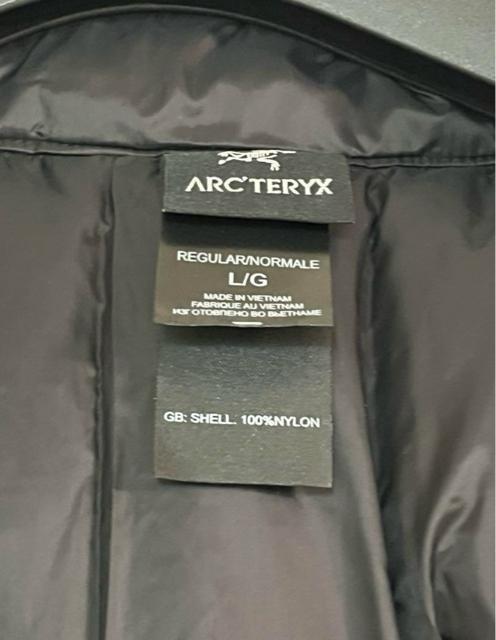 ARC'TERYX
REGULAR/NORMALE
L/G
MADE IN VIETNAM
FABRIQUE AU VIETNAM
ИЗГОТОВЛЕНО ВО ВЬЕТНАМЕ
GB: SHELL. 100%NYLON